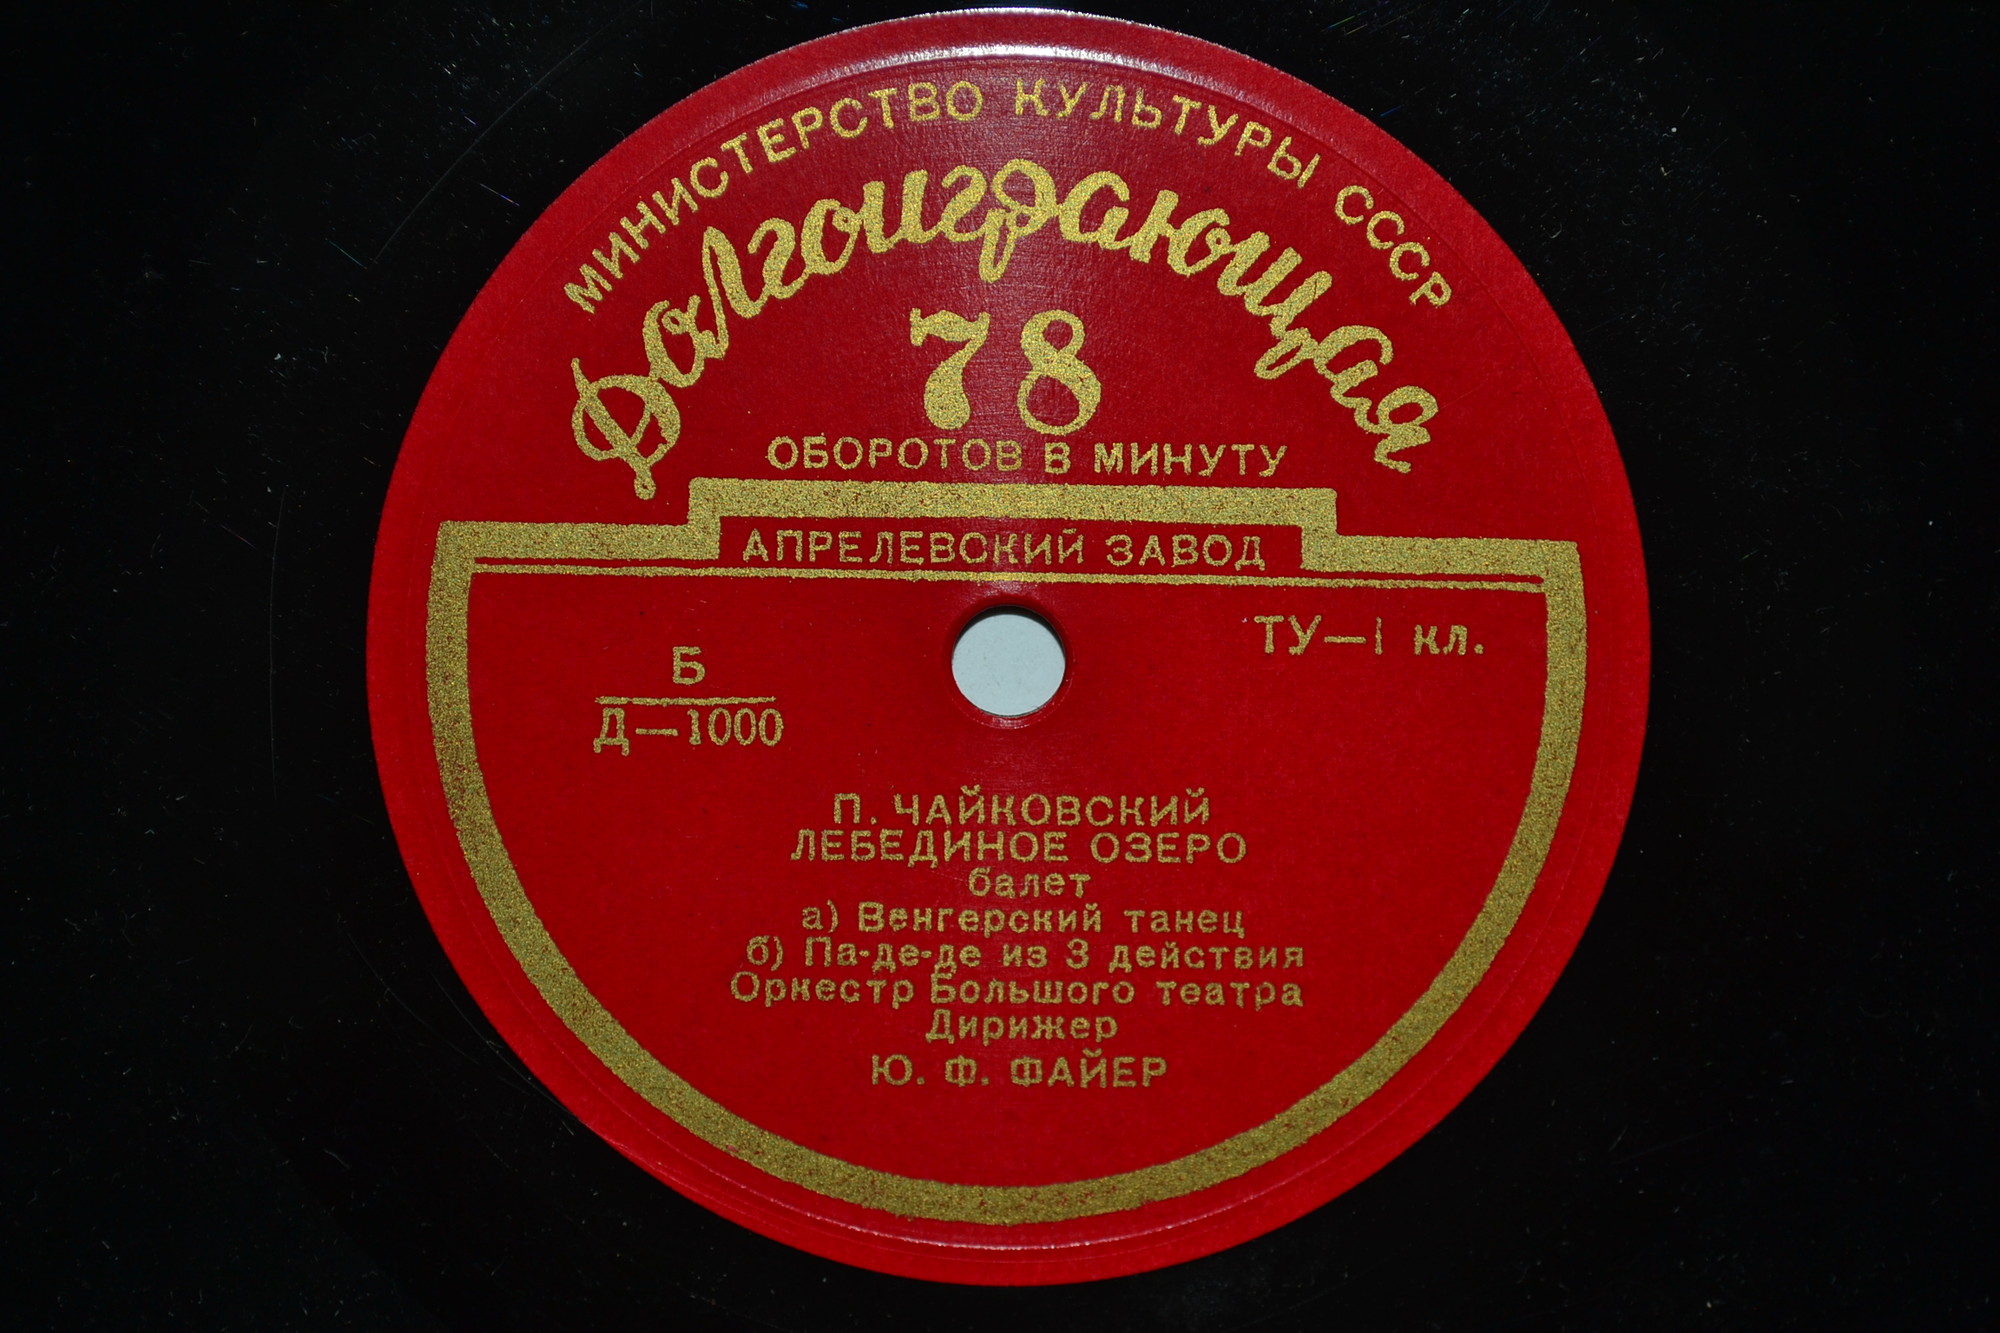 МИНИСТЕРСТВО КУЛЬТУРЫ СССР
Долгоиграющая
78
ОБОРОТОВ В МИНУТУ
АПРЕЛЕВСКИЙ ЗАВОД
ТУ—1 кл.
Б
Д—1000
П. ЧАЙКОВСКИЙ
ЛЕБЕДИНОЕ ОЗЕРО
балет
а) Венгерский танец
б) Па-де-де из 3 действия
Оркестр Большого театра
Дирижер
Ю. Ф. ФАЙЕР